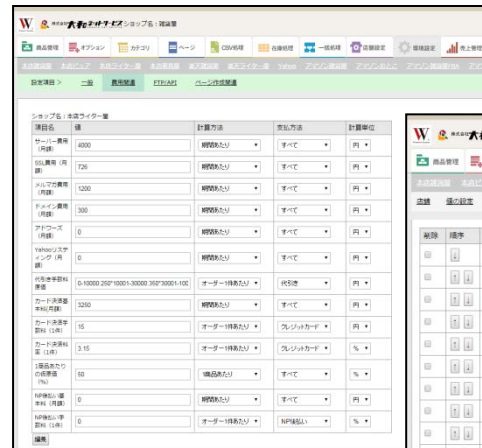 ショップ名：雑貨屋
商品管理 オプション カテゴリ ページ CSV処理 在庫処理 一括処理 店舗設定 環境設定 売上管
設定項目 > 一般 費用関連 FTP/API ページ作成関連
ショップ名：本店ライター屋
項目名 値 計算方法 支払方法 計算単位
サーバー費用（月額） 4000 期間あたり すべて 円
SSL費用（月額） 726 期間あたり すべて 円
メルマガ費用（月額） 1200 期間あたり すべて 円
ドメイン費用（月額） 300 期間あたり すべて 円
アドワーズ（月額） 0 期間あたり すべて 円
Yahooリスティング（月額） 0 期間あたり すべて 円
代引き手数料原価 0-10000:250*10001-30000:350*30001-100 オーダー1件あたり 代引き 円
カード決済基本料(月額) 3250 期間あたり すべて 円
カード決済手数料（1件） 15 オーダー1件あたり クレジットカード 円
カード決済料率（1件） 3.15 オーダー1件あたり クレジットカード %
1商品あたりの仮原価（%） 50 1商品あたり すべて %
NP後払い基本料（月額） 0 期間あたり すべて 円
NP後払い手数料（1件） 0 オーダー1件あたり NP後払い 円
編集
商品管理
店舗 値の設定
削除 順序